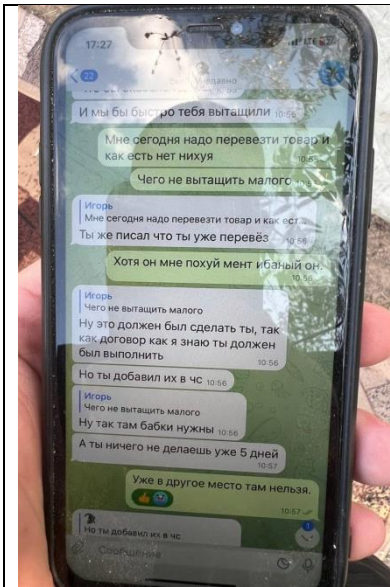 17:27
22
недавно
И мы бы быстро тебя вытащили 10:56
Мне сегодня надо перевезти товар и
как есть нет нихуя
Чего не вытащить малого
Игорь
Мне сегодня надо перевезти товар и как ест...
Ты же писал что ты уже перевёз 10:56
Хотя он мне похуй мент ибаный он.
10:56
Игорь
Чего не вытащить малого
Ну это должен был сделать ты, так
как договор как я знаю ты должен
был выполнить
10:56
Но ты добавил их в чс 10:56
Игорь
Чего не вытащить малого
Ну так там бабки нужны 10:56
А ты ничего не делаешь уже 5 дней
10:57
Уже в другое место там нельзя.
10:57
Но ты добавил их в чс
1
Сообщение